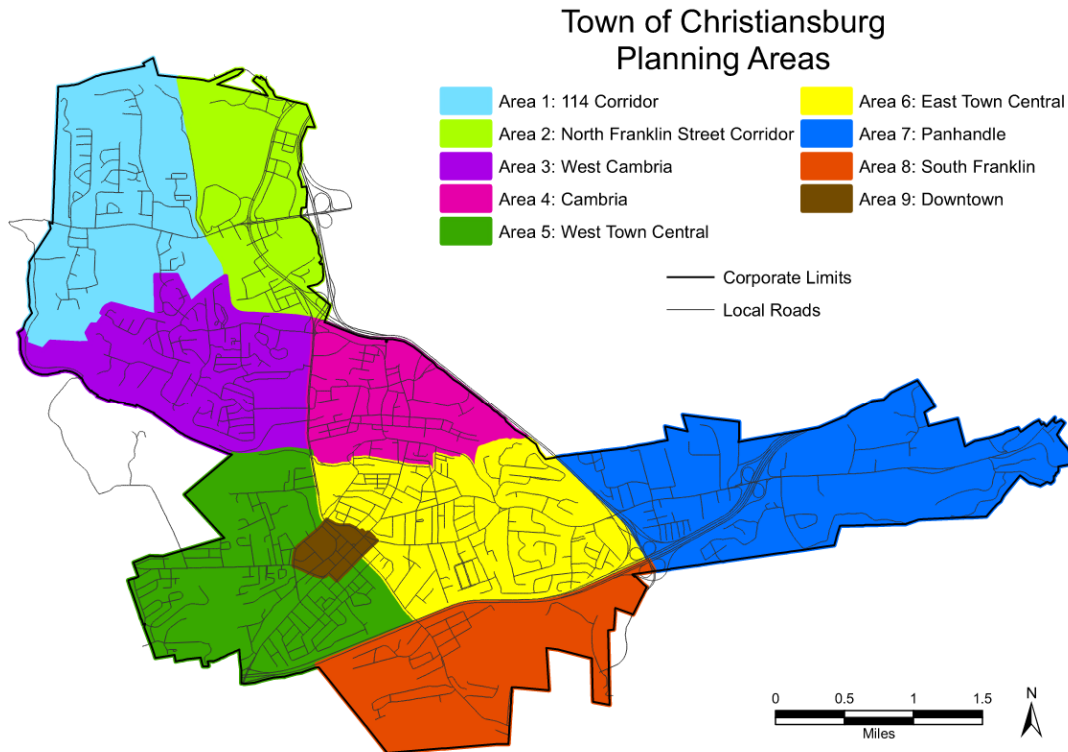 Town of Christiansburg
Planning Areas
Area 1: 114 Corridor
Area 2: North Franklin Street Corridor
Area 3: West Cambria
Area 4: Cambria
Area 5: West Town Central
Area 6: East Town Central
Area 7: Panhandle
Area 8: South Franklin
Area 9: Downtown
Corporate Limits
Local Roads
0 0.5 1 1.5
Miles
N